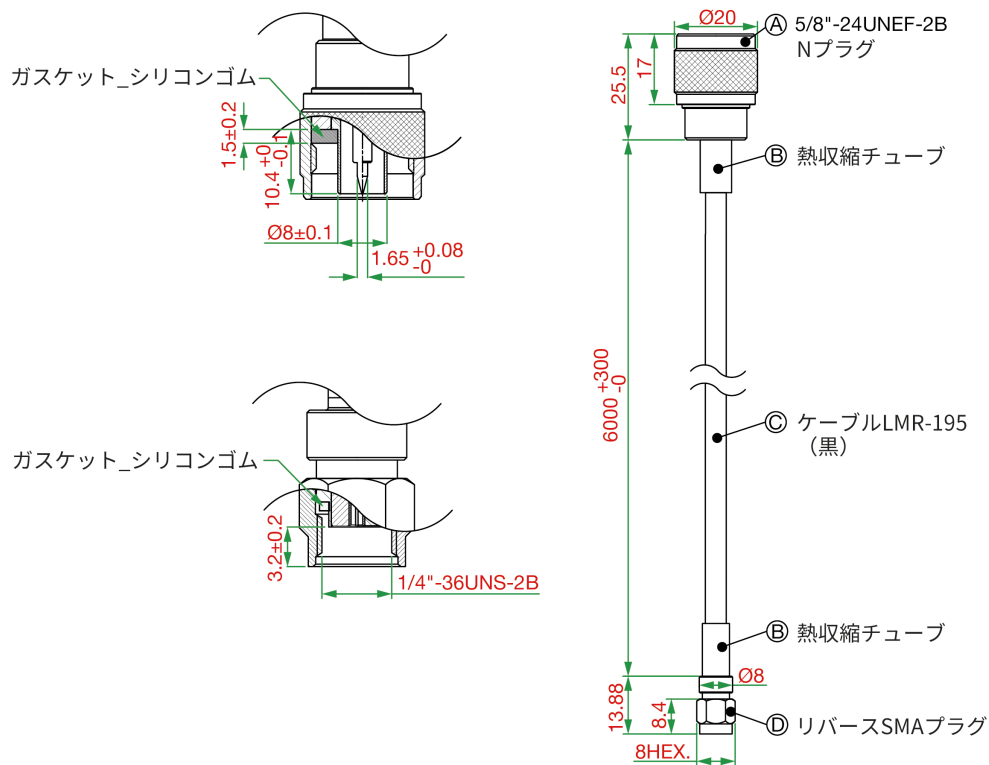 ガスケット_シリコンゴム
1.5±0.2
10.4 +0
-0.1
Ø8±0.1
1.65 +0.08
-0
ガスケット_シリコンゴム
3.2±0.2
1/4"-36UNS-2B
Ø20
Ⓐ 5/8"-24UNEF-2B
Nプラグ
25.5
17
Ⓑ 熱収縮チューブ
6000 +300
-0
Ⓒ ケーブルLMR-195
（黒）
Ⓑ 熱収縮チューブ
Ø8
13.88
8.4
Ⓓ リバースSMAプラグ
8HEX.